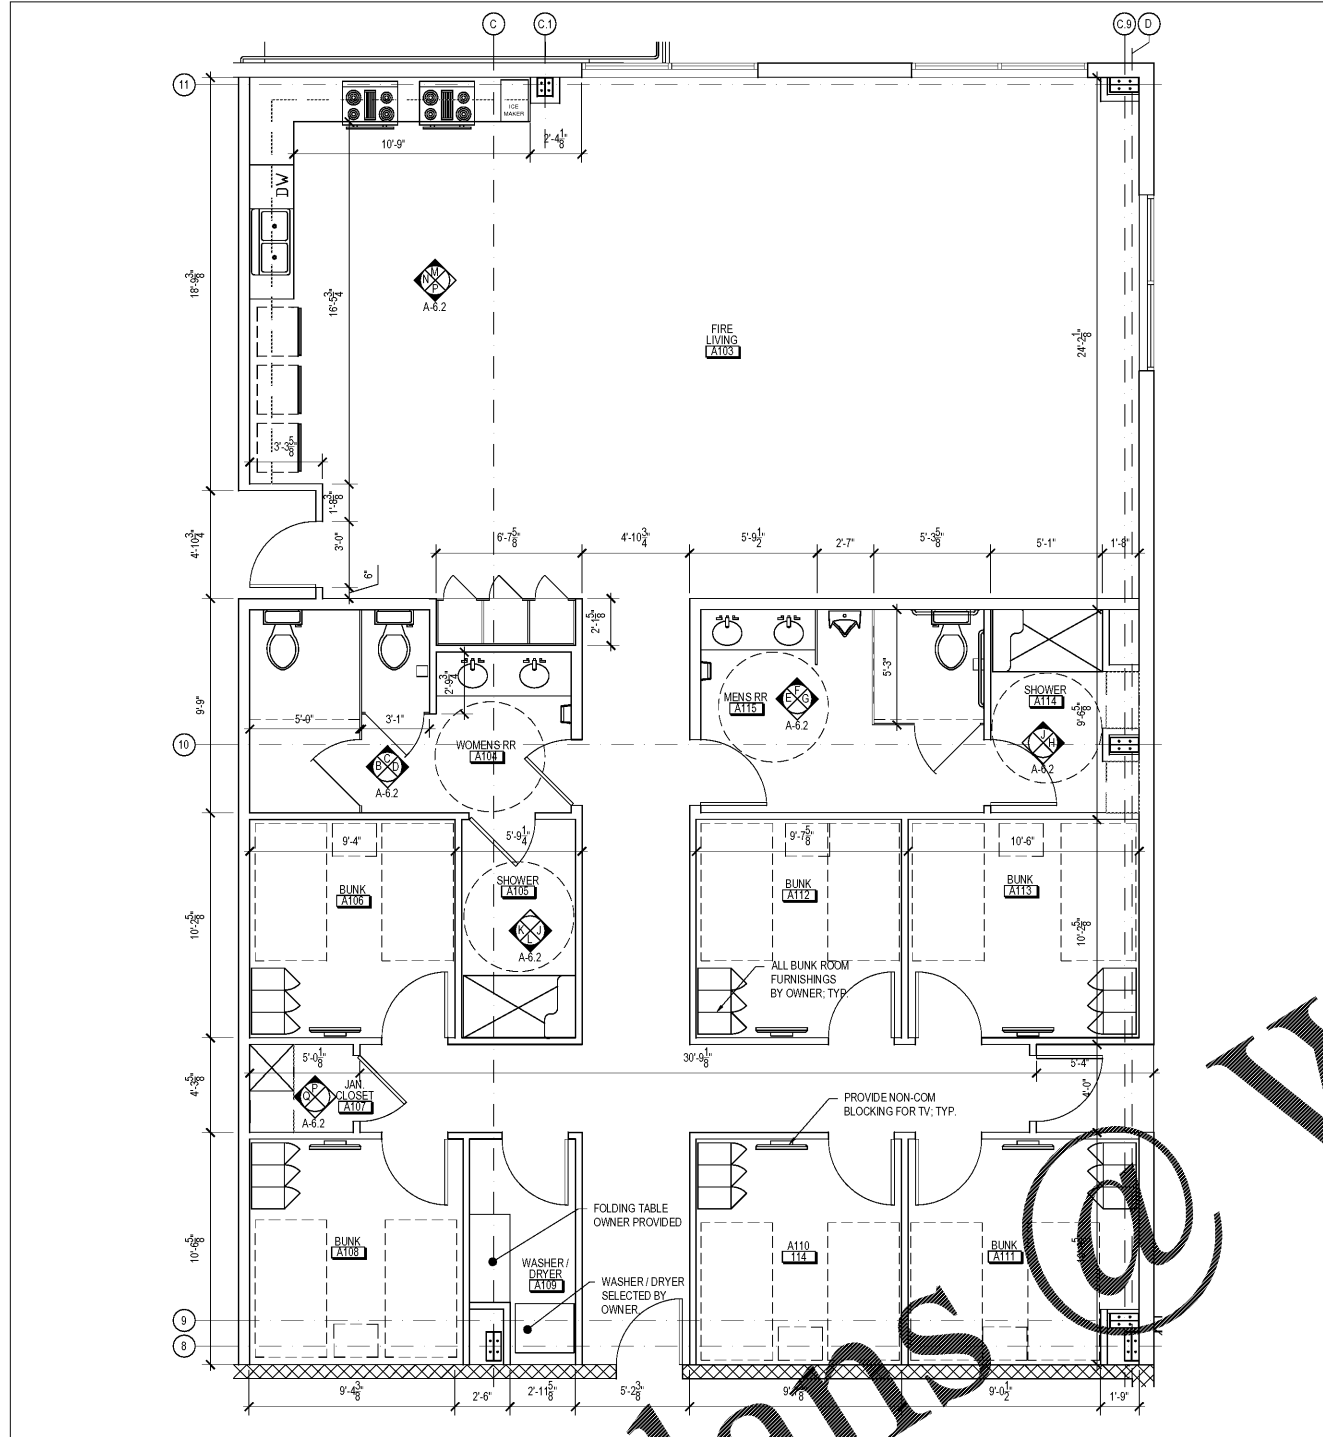 C
C.1
C.9
D
11
ICE
MAKER
10'-9"
2'-4 1/8"
DW
18'-9 3/8"
16'-5 3/4"
N
M
P
A-6.2
FIRE
LIVING
A103
24'-2 1/8"
3'-3 5/8"
1'-8 3/8"
4'-10 3/4"
3'-0"
6"
6'-7 5/8"
4'-10 3/4"
5'-9 1/2"
2'-7"
5'-3 5/8"
5'-1"
1'-8"
2'-1 5/8"
2'-9 3/4"
5'-3"
9'-9"
5'-0"
3'-1"
MENS RR
A115
E
F
G
A-6.2
SHOWER
A114
9'-6 5/8"
10
WOMENS RR
A104
B
C
D
A-6.2
J
H
A-6.2
9'-4"
5'-9 1/4"
9'-7 5/8"
10'-6"
BUNK
A106
SHOWER
A105
BUNK
A112
BUNK
A113
10'-2 5/8"
K
J
L
A-6.2
10'-2 5/8"
ALL BUNK ROOM
FURNISHINGS
BY OWNER; TYP.
5'-0 1/8"
30'-9 1/8"
5'-4"
4'-3 5/8"
JAN.
CLOSET
A107
Q
P
A-6.2
4'-0"
PROVIDE NON-COM
BLOCKING FOR TV; TYP.
10'-6 5/8"
BUNK
A108
FOLDING TABLE
OWNER PROVIDED
WASHER /
DRYER
A109
WASHER / DRYER
SELECTED BY
OWNER
A110
114
BUNK
A111
9
8
9'-4 3/8"
2'-6"
2'-11 5/8"
5'-2 3/8"
9'-0 1/2"
1'-9"
@
lans